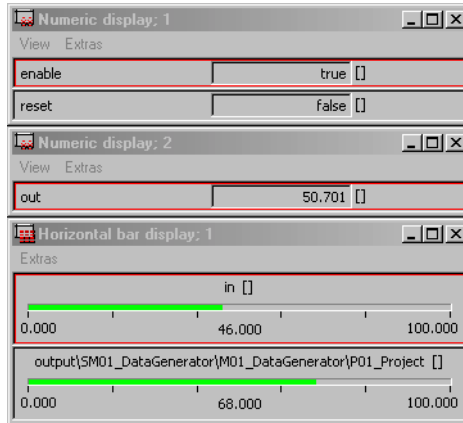 Numeric display; 1
View Extras
enable true []
reset false []
Numeric display; 2
View Extras
out 50.701 []
Horizontal bar display; 1
Extras
in []
0.000 46.000 100.000
output\SM01_DataGenerator\M01_DataGenerator\P01_Project []
0.000 68.000 100.000